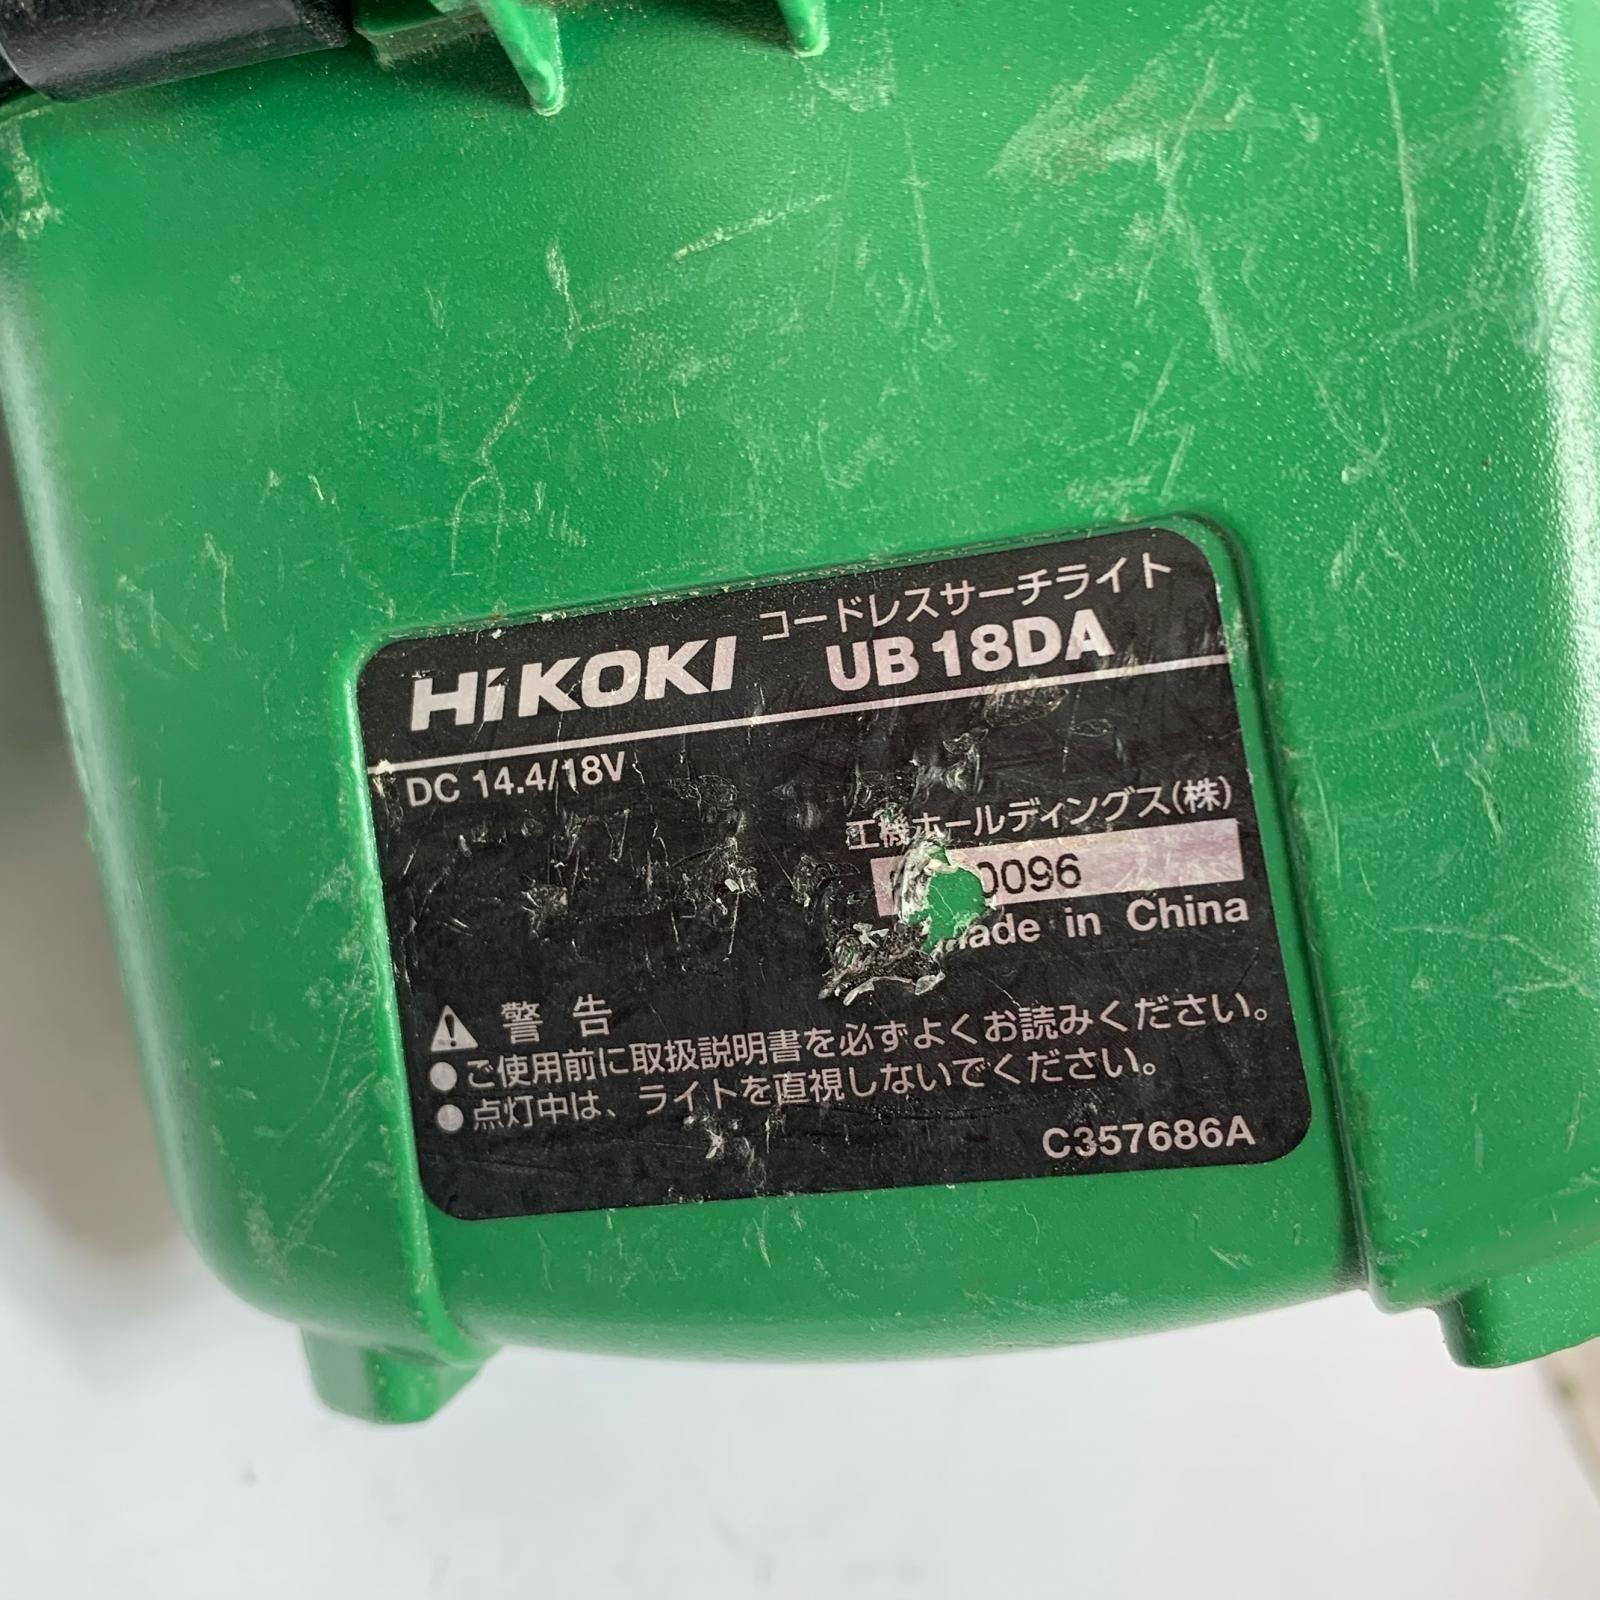 コードレスサーチライト
HiKOKI UB 18DA
DC 14.4/18V
工機ホールディングス(株)
0096
in China
⚠ 警告
●ご使用前に取扱説明書を必ずよくお読みください。
●点灯中は、ライトを直視しないでください。
C357686A